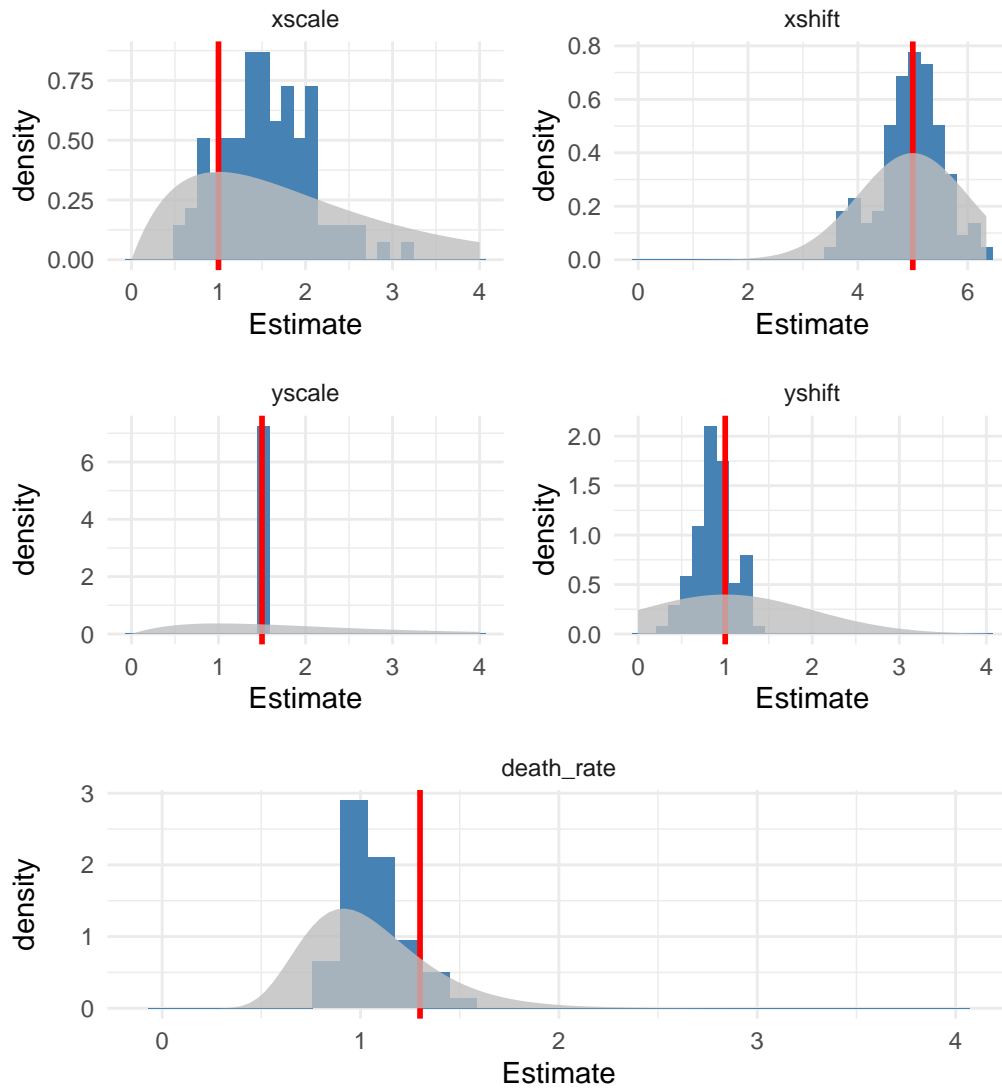 xscale
xshift
0.75
0.50
0.25
0.00
density
0 1 2 3 4
Estimate
0.8
0.6
0.4
0.2
0.0
density
0 2 4 6
Estimate
yscale
yshift
6
4
2
0
density
0 1 2 3 4
Estimate
2.0
1.5
1.0
0.5
0.0
density
0 1 2 3 4
Estimate
death_rate
3
2
1
0
density
0 1 2 3 4
Estimate